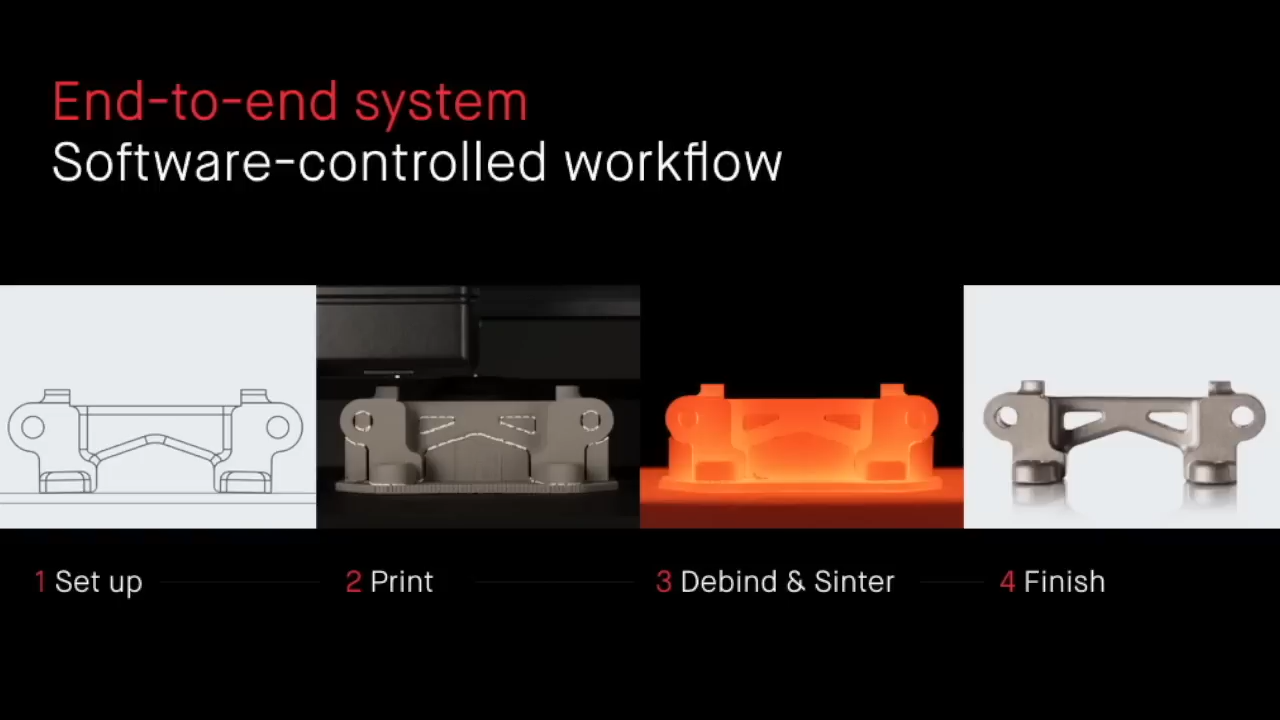 End-to-end system
Software-controlled workflow
1 Set up
2 Print
3 Debind & Sinter
4 Finish